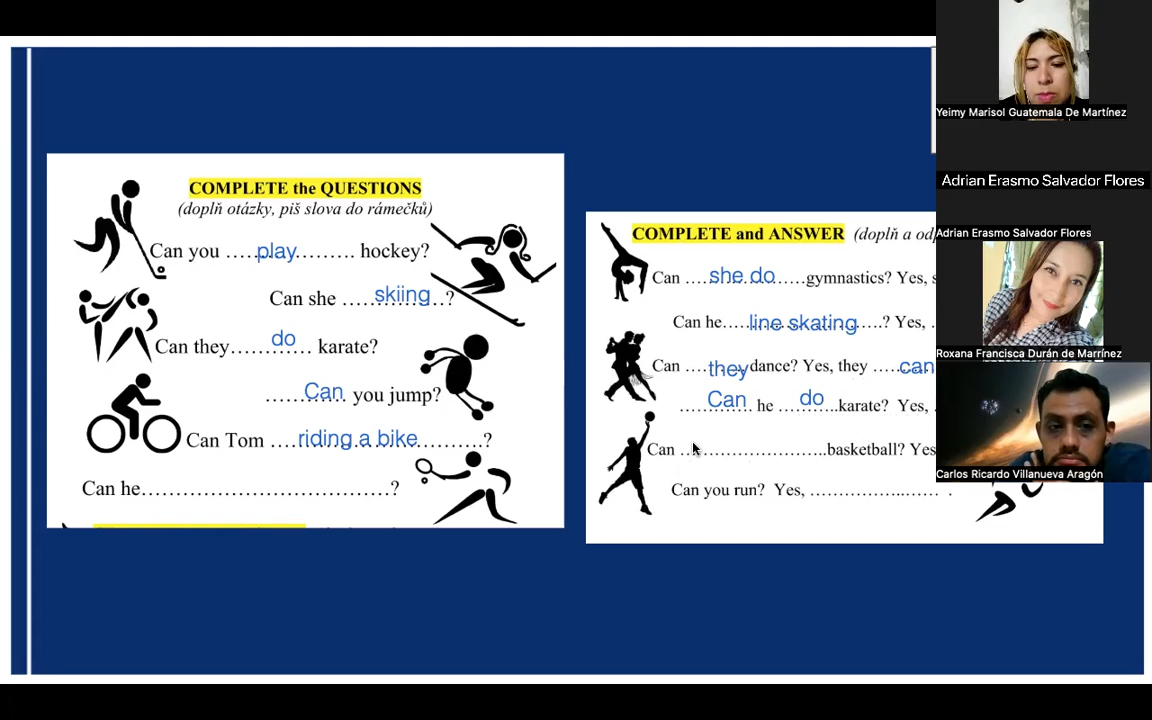 COMPLETE the QUESTIONS
(doplň otázky, piš slova do rámečků)
Can you ……play………. hockey?
Can she ……skiing…?
Can they…do……. karate?
……Can…. you jump?
Can Tom ….riding a bike……….?
Can he………………………………?
COMPLETE and ANSWER (doplň a od
Can ….she do…….gymnastics? Yes, s
Can he…..line skating….? Yes, .
Can ….they…dance? Yes, they …can
…Can…. he …do…..karate? Yes, .
Can …………………..basketball? Yes
Can you run? Yes, ……………..…… .
Yeimy Marisol Guatemala De Martínez
Adrian Erasmo Salvador Flores
Adrian Erasmo Salvador Flores
Roxana Francisca Durán de Marrínez
Carlos Ricardo Villanueva Aragón